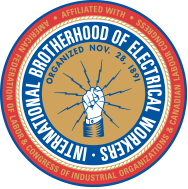 • AFFILIATED WITH •
AMERICAN FEDERATION OF LABOR & CONGRESS OF INDUSTRIAL ORGANIZATIONS & CANADIAN LABOUR CONGRESS
INTERNATIONAL BROTHERHOOD OF ELECTRICAL WORKERS •
ORGANIZED NOV. 28, 1891